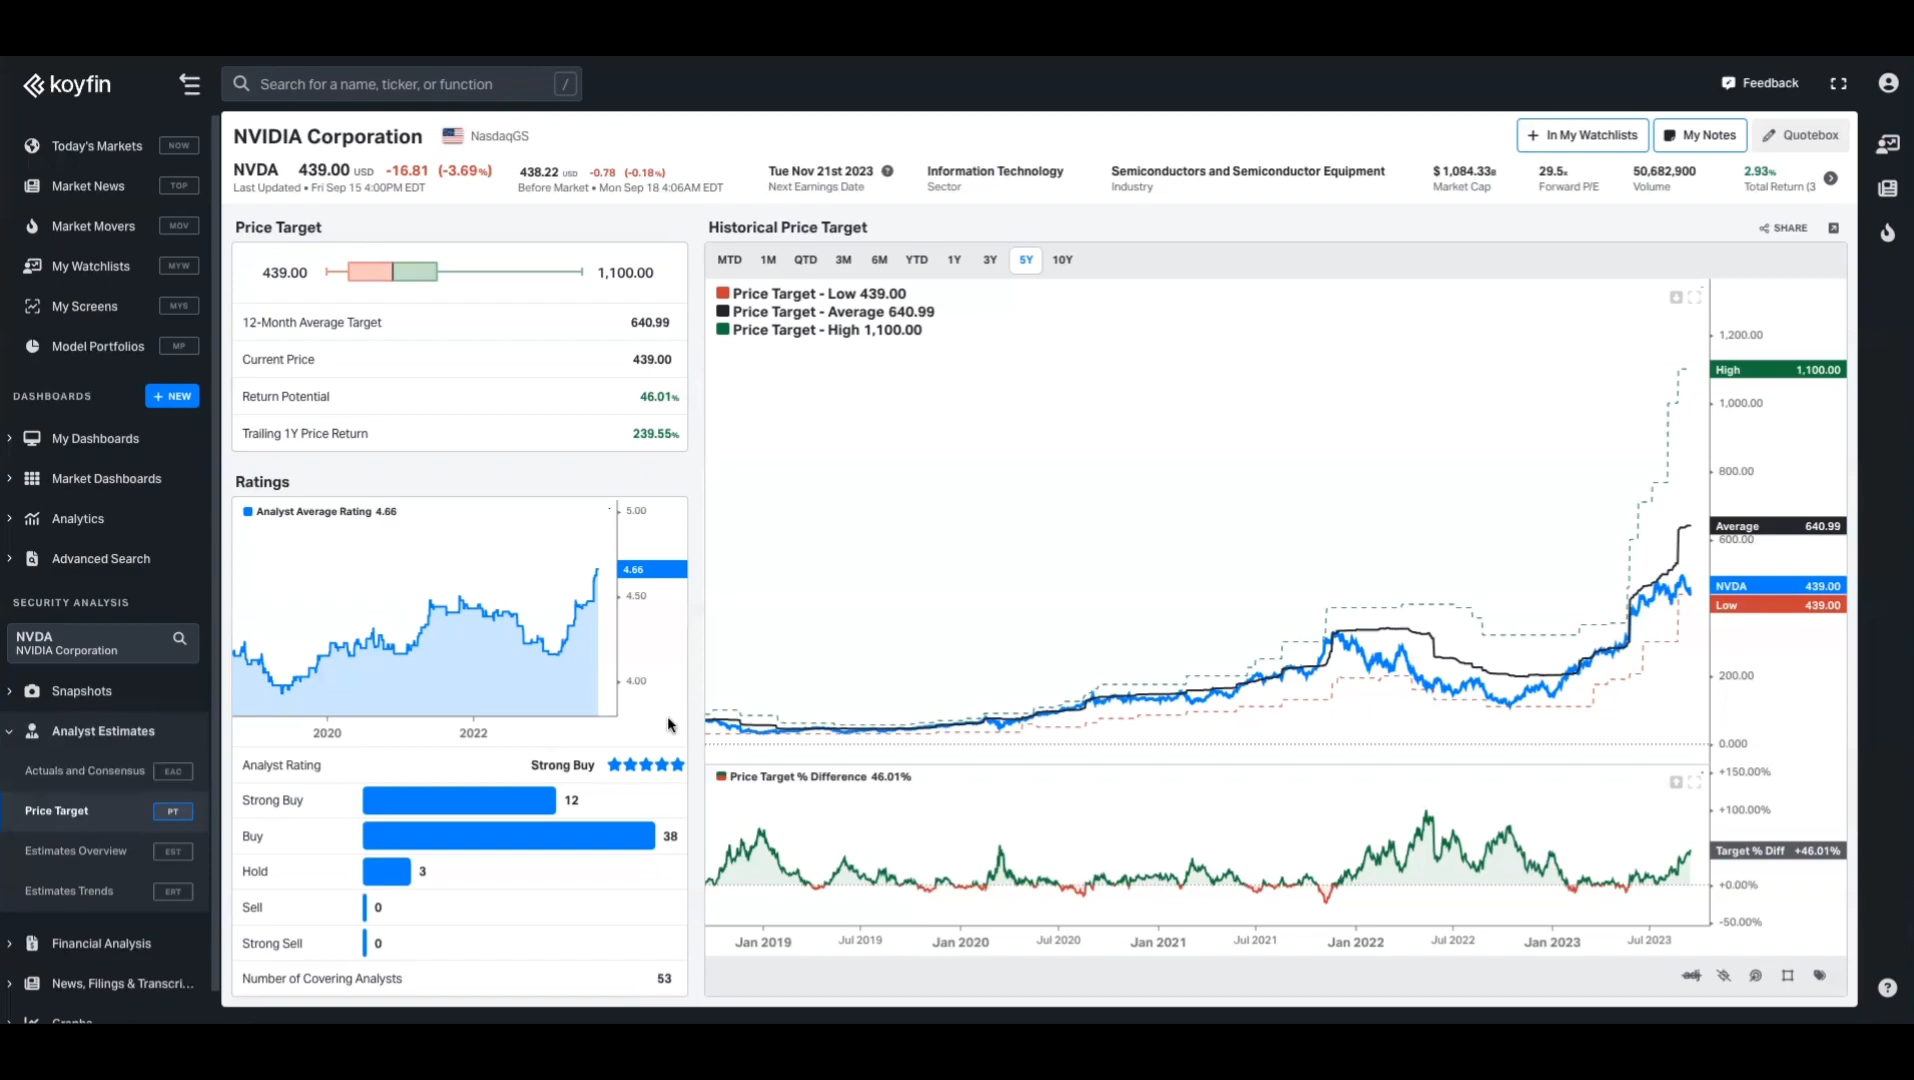 koyfin
Search for a name, ticker, or function /
Feedback
Today's Markets NOW
Market News TOP
Market Movers MOV
My Watchlists MYW
My Screens MYS
Model Portfolios MP
DASHBOARDS + NEW
My Dashboards
Market Dashboards
Analytics
Advanced Search
SECURITY ANALYSIS
NVDA
NVIDIA Corporation
Snapshots
Analyst Estimates
Actuals and Consensus EAC
Price Target PT
Estimates Overview EST
Estimates Trends
Financial Analysis
News, Filings & Transcri...
NVIDIA Corporation NasdaqGS
+ In My Watchlists My Notes Quotebox
NVDA 439.00 USD -16.81 (-3.69%)
Last Updated • Fri Sep 15 4:00PM EDT
438.22 USD -0.78 (-0.18%)
Before Market • Mon Sep 18 4:06AM EDT
Tue Nov 21st 2023
Next Earnings Date
Information Technology
Sector
Semiconductors and Semiconductor Equipment
Industry
$ 1,084.33B
Market Cap
29.5x
Forward P/E
50,682,900
Volume
2.93%
Total Return (3
Price Target
439.00 1,100.00
12-Month Average Target 640.99
Current Price 439.00
Return Potential 46.01%
Trailing 1Y Price Return 239.55%
Ratings
Analyst Average Rating 4.66
5.00
4.66
4.50
4.00
2020 2022
Analyst Rating Strong Buy
Strong Buy 12
Buy 38
Hold 3
Sell 0
Strong Sell 0
Number of Covering Analysts 53
Historical Price Target SHARE
MTD 1M QTD 3M 6M YTD 1Y 3Y 5Y 10Y
Price Target - Low 439.00
Price Target - Average 640.99
Price Target - High 1,100.00
1,200.00
High 1,100.00
1,000.00
800.00
Average 640.99
600.00
NVDA 439.00
Low 439.00
200.00
0.000
Price Target % Difference 46.01%
+150.00%
+100.00%
Target % Diff +46.01%
+0.00%
-50.00%
Jan 2019 Jul 2019 Jan 2020 Jul 2020 Jan 2021 Jul 2021 Jan 2022 Jul 2022 Jan 2023 Jul 2023